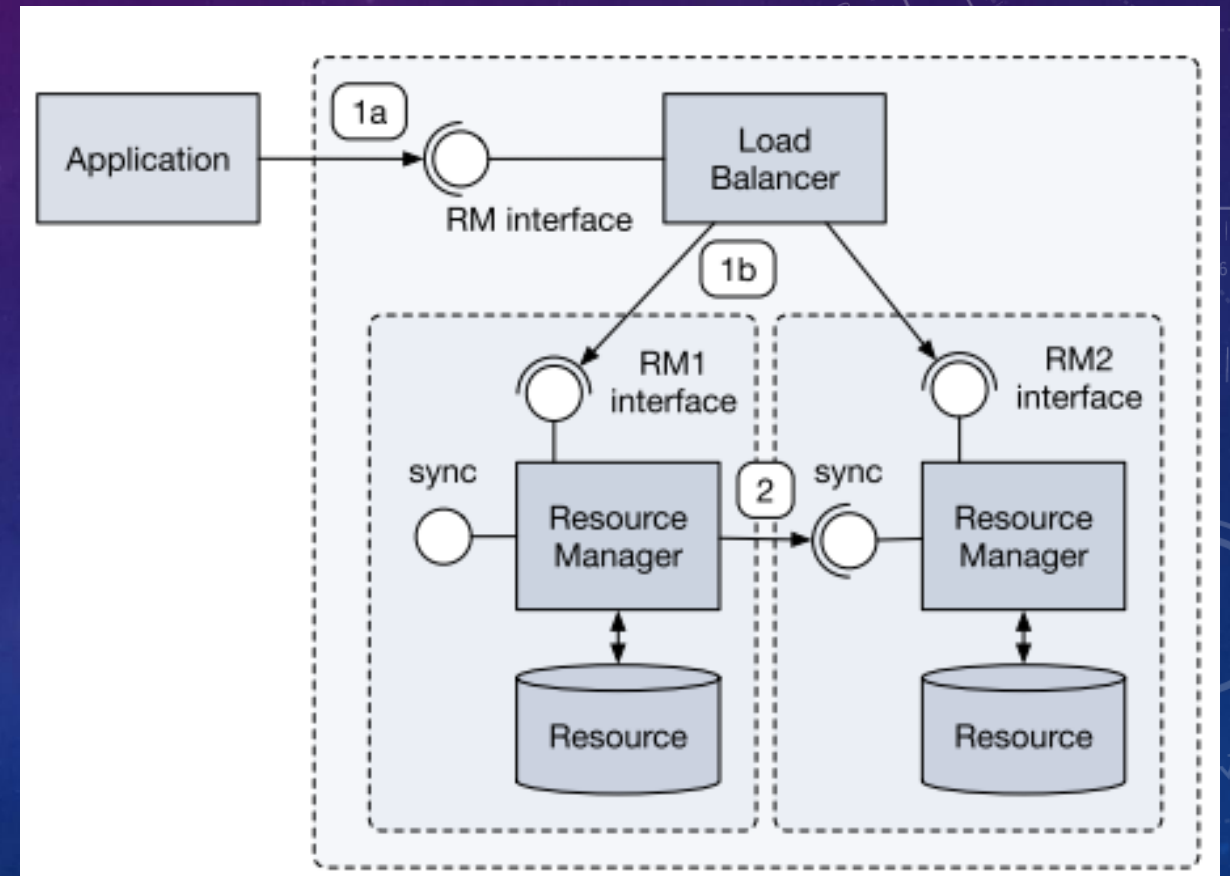 1a
Application
Load
Balancer
RM interface
1b
RM1
interface
RM2
interface
sync
2
sync
Resource
Manager
Resource
Manager
Resource
Resource